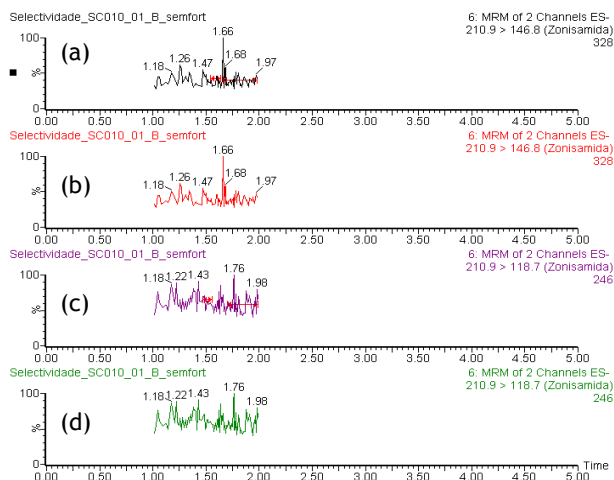 Selectividade_SC010_01_B_semfort
6: MRM of 2 Channels ES-
210.9 > 146.8 (Zonisamida)
328
100
%
0
(a)
1.18
1.26
1.47
1.66
1.68
1.97
0.00 0.50 1.00 1.50 2.00 2.50 3.00 3.50 4.00 4.50 5.00
Selectividade_SC010_01_B_semfort
6: MRM of 2 Channels ES-
210.9 > 146.8 (Zonisamida)
328
100
%
0
(b)
1.18
1.26
1.47
1.66
1.68
1.97
0.00 0.50 1.00 1.50 2.00 2.50 3.00 3.50 4.00 4.50 5.00
Selectividade_SC010_01_B_semfort
6: MRM of 2 Channels ES-
210.9 > 118.7 (Zonisamida)
246
100
%
0
(c)
1.18
1.22
1.43
1.76
1.98
0.00 0.50 1.00 1.50 2.00 2.50 3.00 3.50 4.00 4.50 5.00
Selectividade_SC010_01_B_semfort
6: MRM of 2 Channels ES-
210.9 > 118.7 (Zonisamida)
246
100
%
0
(d)
1.18
1.22
1.43
1.76
1.98
Time
0.00 0.50 1.00 1.50 2.00 2.50 3.00 3.50 4.00 4.50 5.00